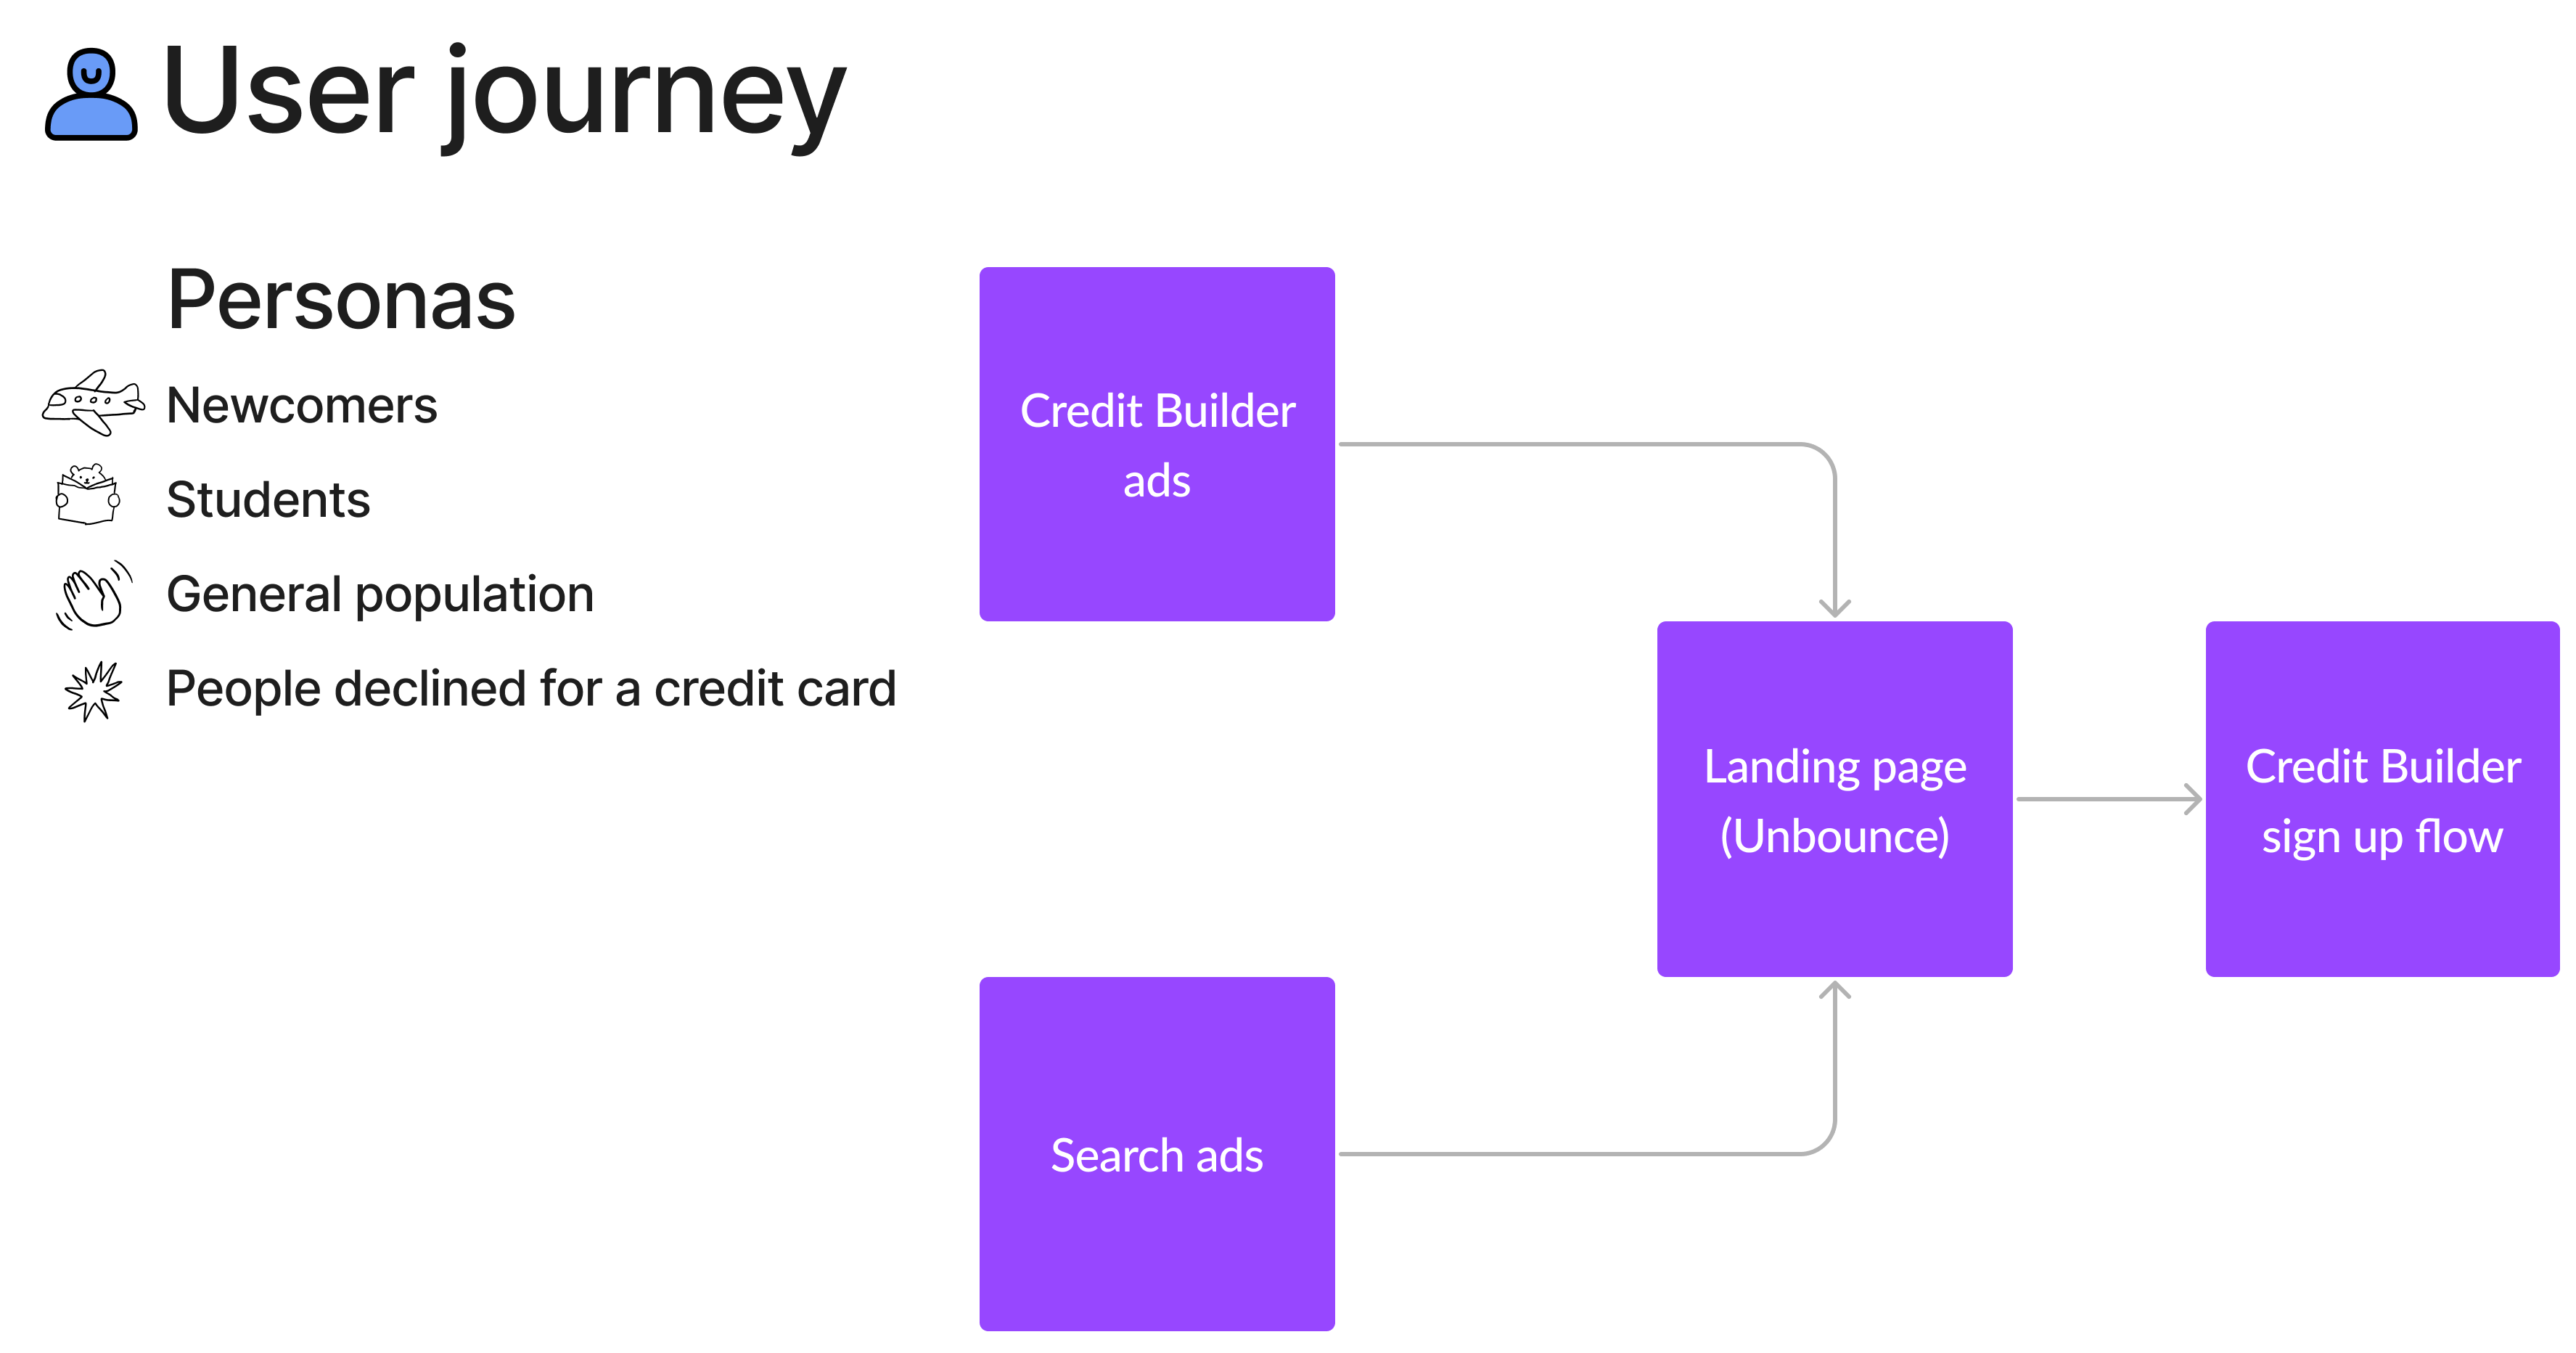 User journey
Personas
Newcomers
Students
General population
People declined for a credit card
Credit Builder
ads
Landing page
(Unbounce)
Credit Builder
sign up flow
Search ads